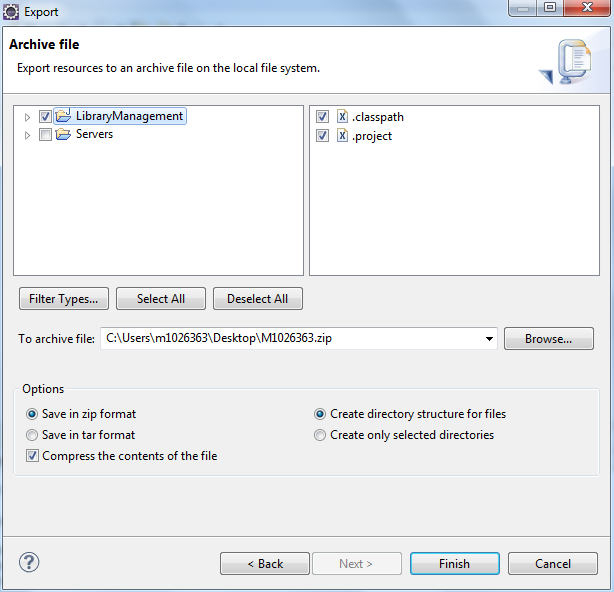 Export
Archive file
Export resources to an archive file on the local file system.
LibraryManagement
Servers
.classpath
.project
Filter Types...
Select All
Deselect All
To archive file:
C:\Users\m1026363\Desktop\M1026363.zip
Browse...
Options
Save in zip format
Create directory structure for files
Save in tar format
Create only selected directories
Compress the contents of the file
?
< Back
Next >
Finish
Cancel